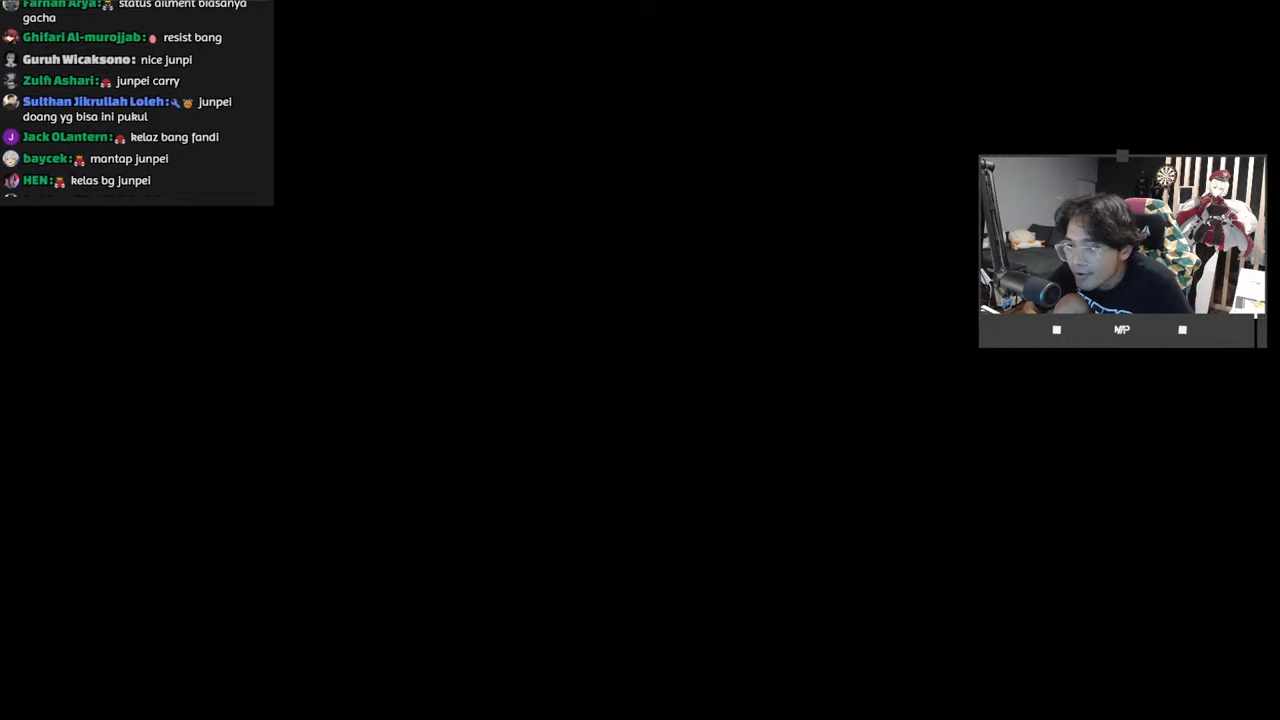 Farhan Arya: status ailment biasanya
gacha
Ghifari Al-murojjab: resist bang
Guruh Wicaksono: nice junpi
Zulfi Ashari: junpei carry
Sulthan Jikrullah Loleh: junpei
doang yg bisa ini pukul
J Jack OLantern: kelaz bang fandi
baycek: mantap junpei
HEN: kelas bg junpei